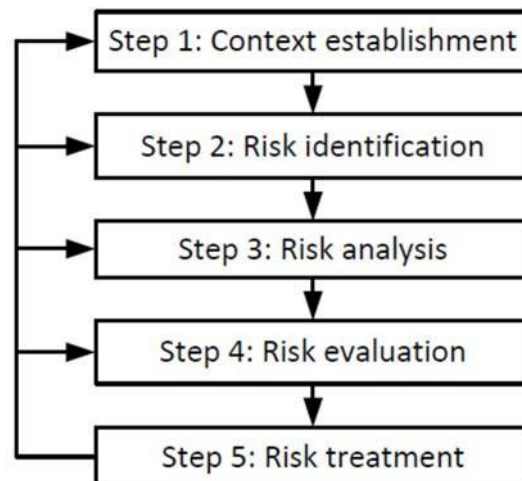 Step 1: Context establishment
Step 2: Risk identification
Step 3: Risk analysis
Step 4: Risk evaluation
Step 5: Risk treatment